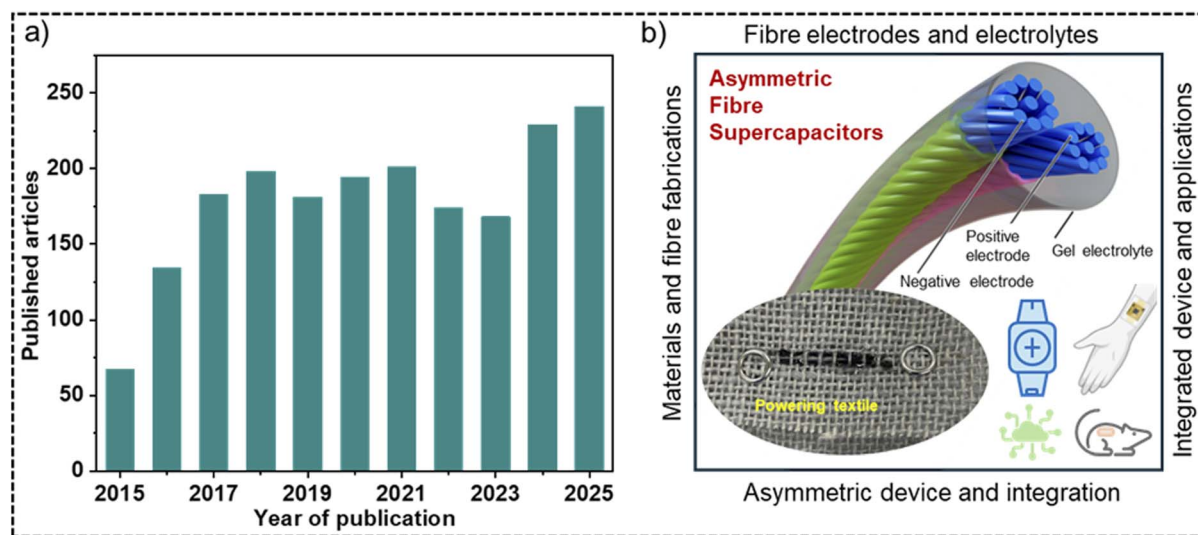 a)
Published articles
250
200
150
100
50
0
2015
2017
2019
2021
2023
2025
Year of publication
b)
Fibre electrodes and electrolytes
Materials and fibre fabrications
Asymmetric
Fibre
Supercapacitors
Positive
electrode
Gel electrolyte
Negative electrode
Powering textile
Integrated device and applications
Asymmetric device and integration